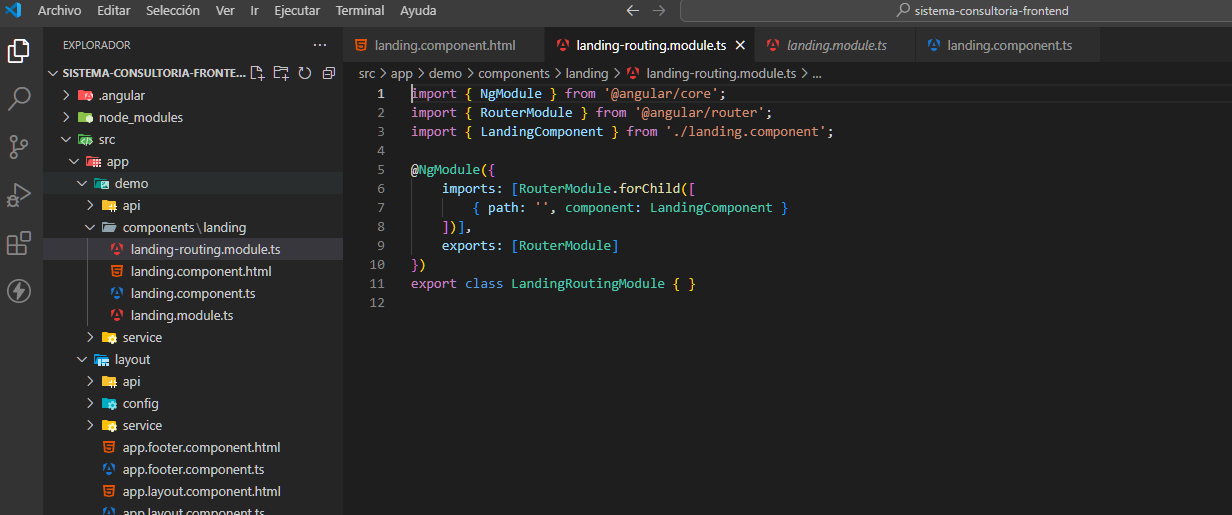 Archivo Editar Selección Ver Ir Ejecutar Terminal Ayuda
sistema-consultoria-frontend
EXPLORADOR
SISTEMA-CONSULTORIA-FRONTE...
.angular
node_modules
src
app
demo
api
components\landing
landing-routing.module.ts
landing.component.html
landing.component.ts
landing.module.ts
service
layout
api
config
service
app.footer.component.html
app.footer.component.ts
app.layout.component.html
app.layout.component.ts
landing.component.html landing-routing.module.ts landing.module.ts landing.component.ts
src > app > demo > components > landing > landing-routing.module.ts > ...
1 import { NgModule } from '@angular/core';
2 import { RouterModule } from '@angular/router';
3 import { LandingComponent } from './landing.component';
4
5 @NgModule({
6 imports: [RouterModule.forChild([
7 { path: '', component: LandingComponent }
8 ])],
9 exports: [RouterModule]
10 })
11 export class LandingRoutingModule { }
12